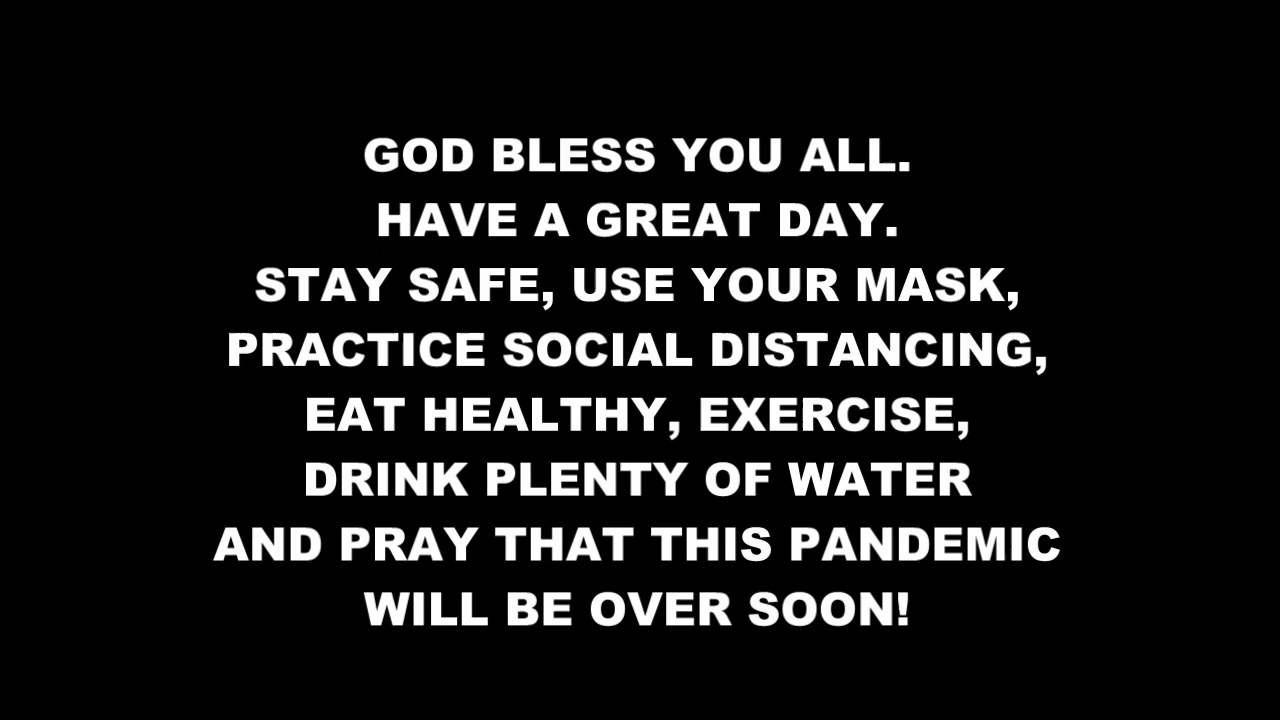 GOD BLESS YOU ALL.
HAVE A GREAT DAY.
STAY SAFE, USE YOUR MASK,
PRACTICE SOCIAL DISTANCING,
EAT HEALTHY, EXERCISE,
DRINK PLENTY OF WATER
AND PRAY THAT THIS PANDEMIC
WILL BE OVER SOON!